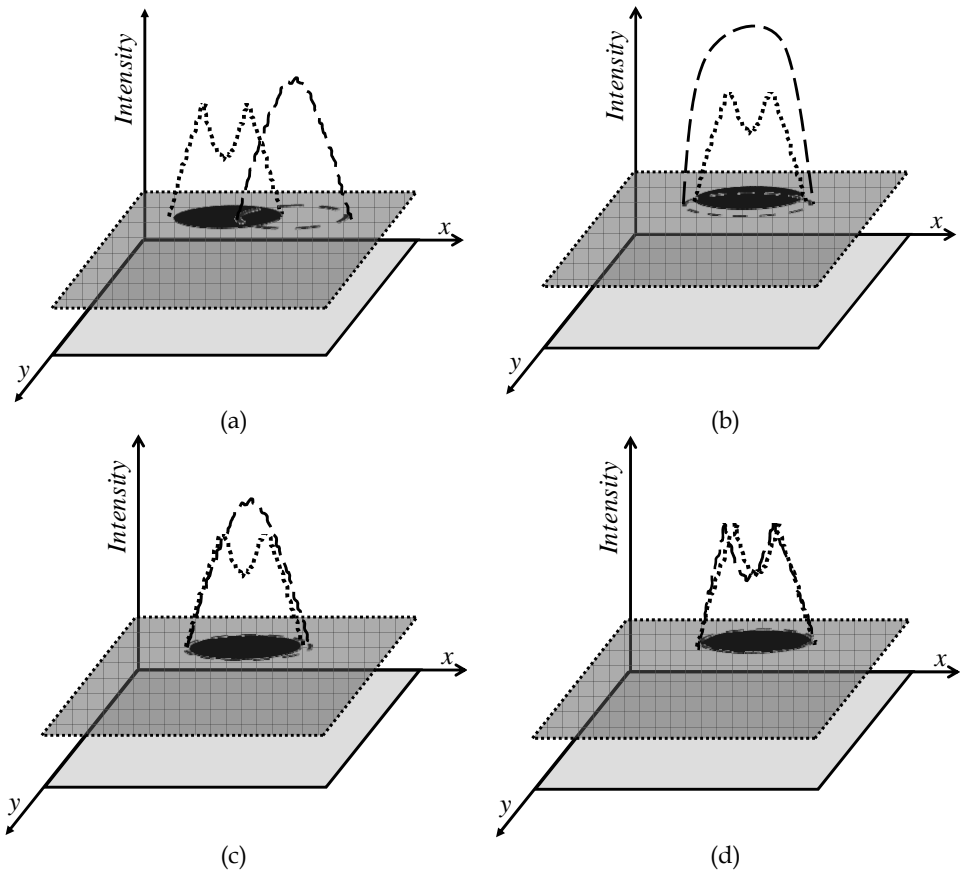 Intensity
x
y
(a)
Intensity
x
y
(b)
Intensity
x
y
(c)
Intensity
x
y
(d)